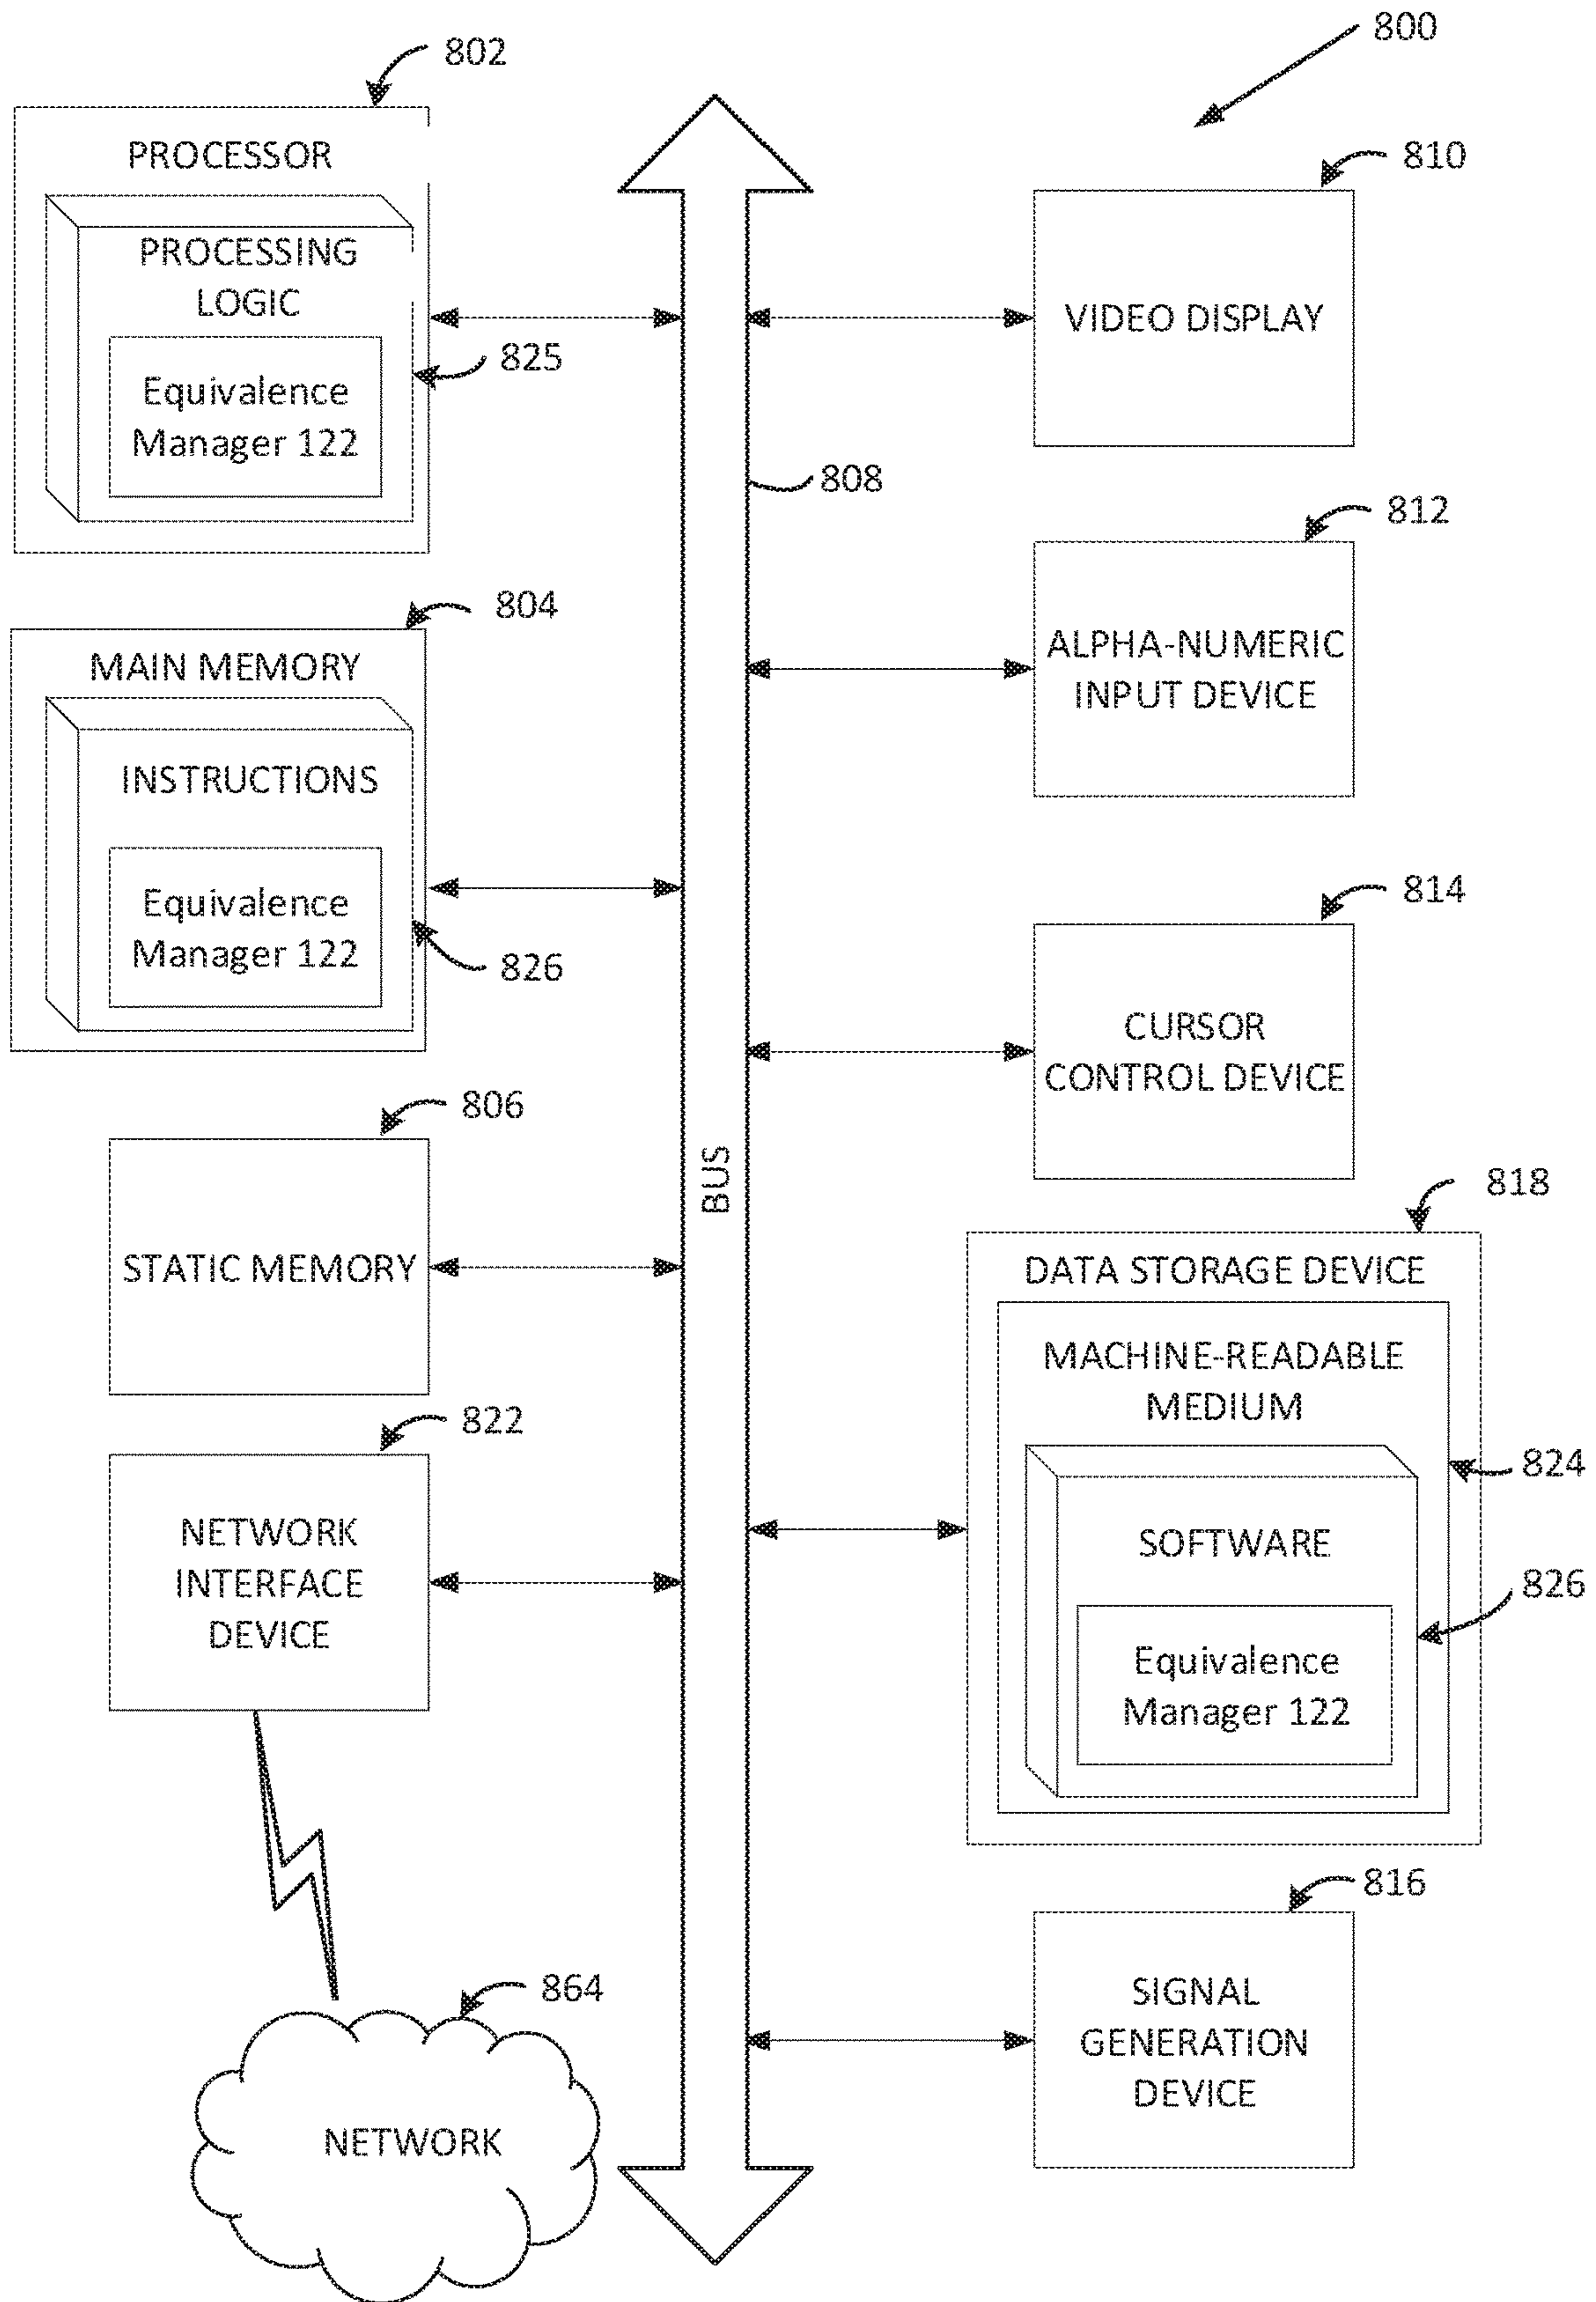 800
802
PROCESSOR
PROCESSING
LOGIC
Equivalence
Manager 122
825
804
MAIN MEMORY
INSTRUCTIONS
Equivalence
Manager 122
826
806
STATIC MEMORY
822
NETWORK
INTERFACE
DEVICE
864
NETWORK
BUS
808
810
VIDEO DISPLAY
812
ALPHA-NUMERIC
INPUT DEVICE
814
CURSOR
CONTROL DEVICE
818
DATA STORAGE DEVICE
MACHINE-READABLE
MEDIUM
824
SOFTWARE
826
Equivalence
Manager 122
816
SIGNAL
GENERATION
DEVICE